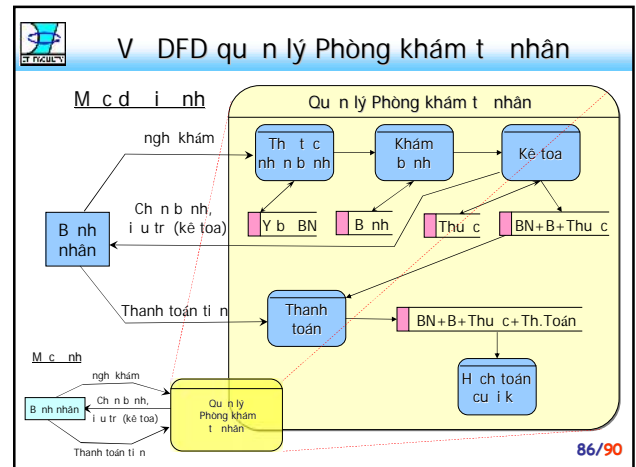 V DFD qu n lý Phòng khám t nhân
M c d i nh
Qu n lý Phòng khám t nhân
ngh khám
Th t c
nh n b nh
Khám
b nh
Kê toa
Ch n b nh,
i u tr (kê toa)
B nh
nhân
Y b BN
B nh
Thu c
BN+B+Thu c
Thanh toán ti n
Thanh
toán
BN+B+Thu c+Th.Toán
M c nh
ngh khám
B nh nhân
Ch n b nh,
i u tr (kê toa)
Thanh toán ti n
Qu n lý
Phòng khám
t nhân
H ch toán
cu i k
86/90